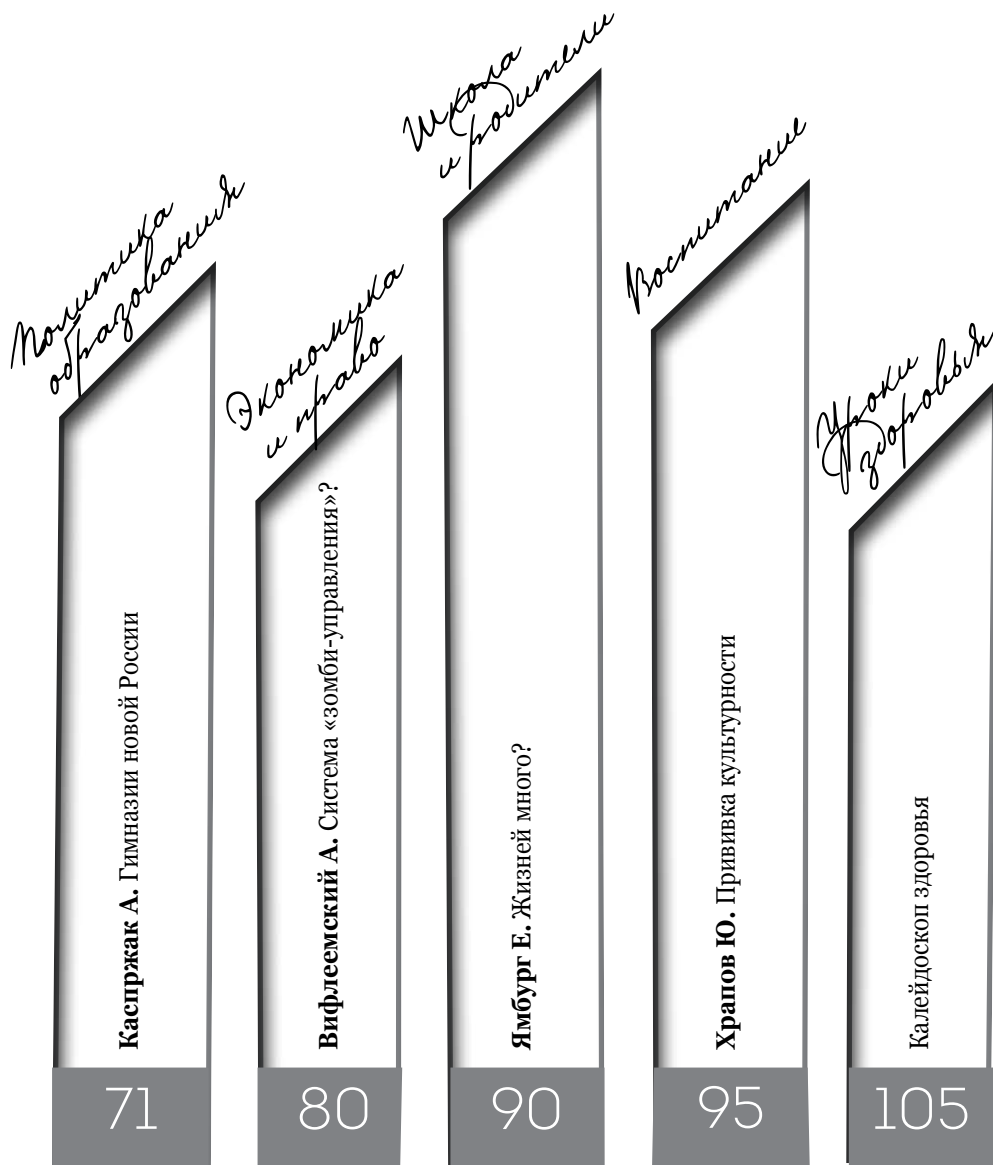 Политика
образования
Каспржак А. Гимназии новой России
71
Экономика
и право
Вифлеемский А. Система «зомби-управления»?
80
Школа
и родители
Ямбург Е. Жизней много?
90
Воспитание
Храпов Ю. Прививка культурности
95
Уроки
здоровья
Калейдоскоп здоровья
105